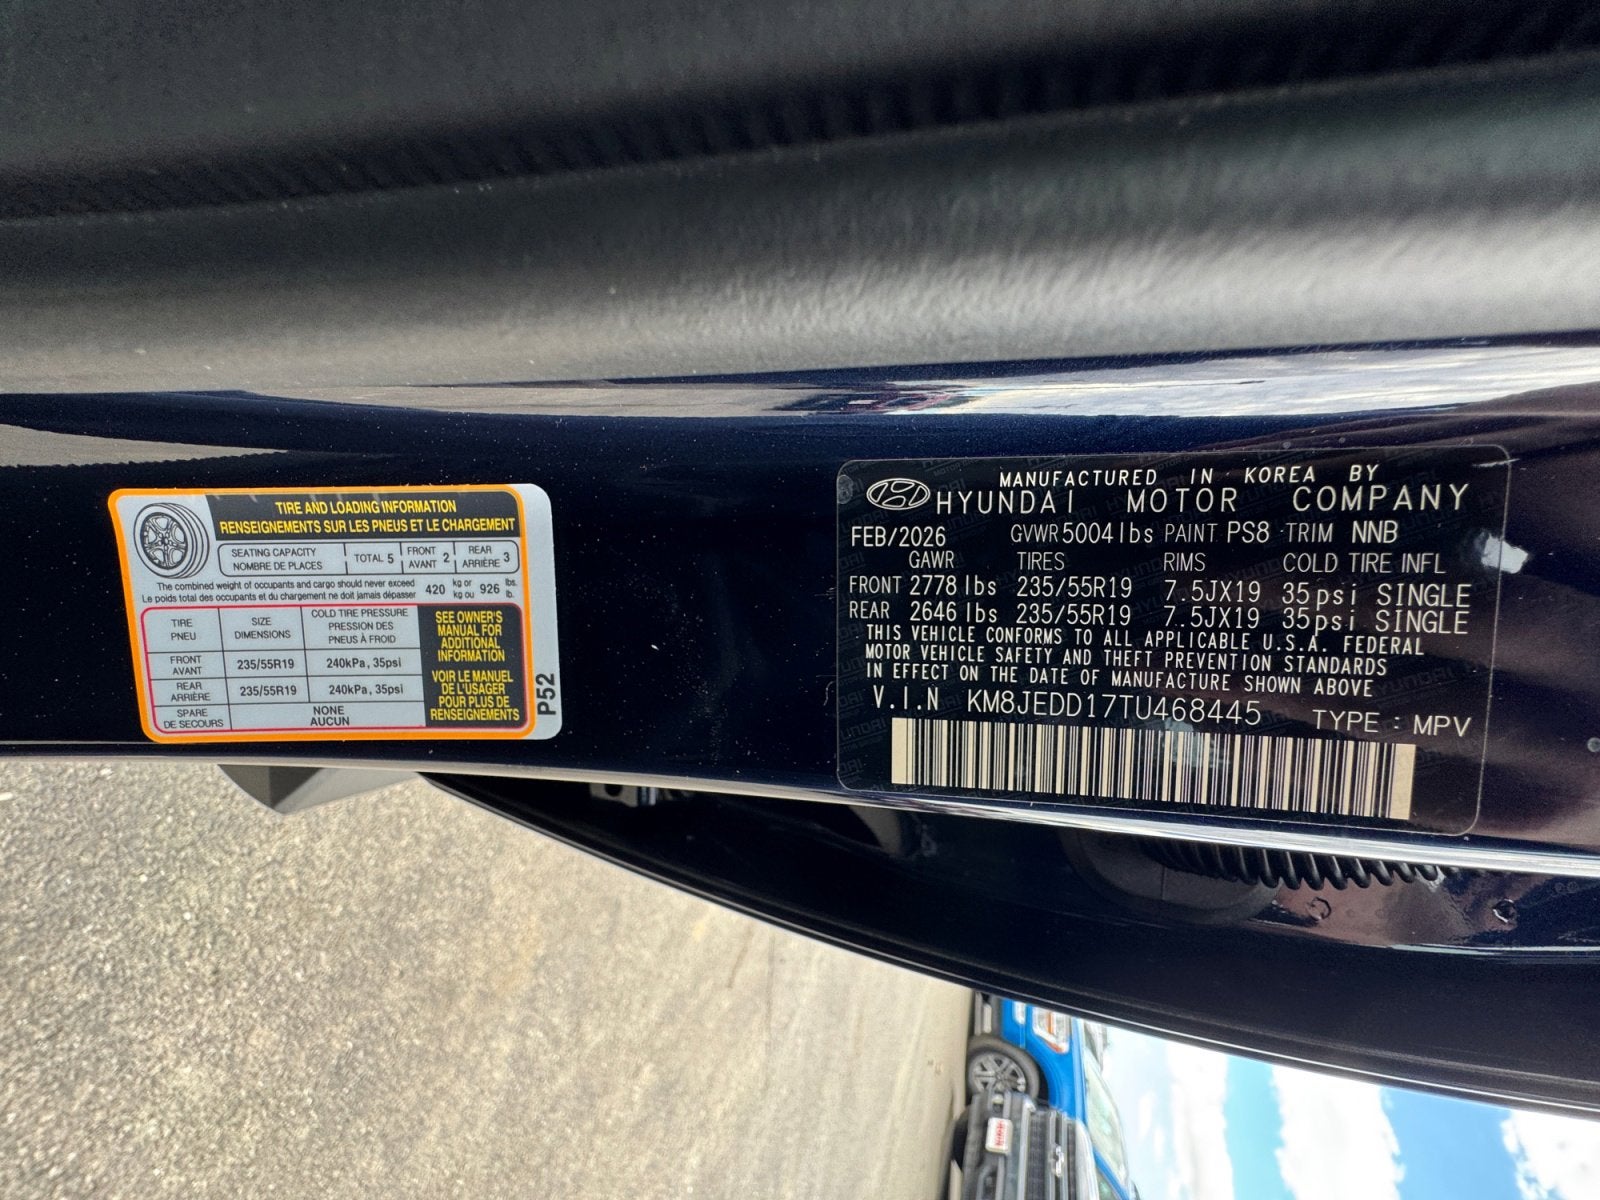 TIRE AND LOADING INFORMATION
RENSEIGNEMENTS SUR LES PNEUS ET LE CHARGEMENT
SEATING CAPACITY
NOMBRE DE PLACES
TOTAL 5
FRONT
AVANT 2
REAR
ARRIÈRE 3
The combined weight of occupants and cargo should never exceed
Le poids total des occupants et du chargement ne doit jamais dépasser
420 kg or
kg ou 926 lbs.
lb.
TIRE
PNEU
SIZE
DIMENSIONS
COLD TIRE PRESSURE
PRESSION DES
PNEUS À FROID
FRONT
AVANT
235/55R19
240kPa, 35psi
REAR
ARRIÈRE
235/55R19
240kPa, 35psi
SPARE
DE SECOURS
NONE
AUCUN
SEE OWNER'S
MANUAL FOR
ADDITIONAL
INFORMATION
VOIR LE MANUEL
DE L'USAGER
POUR PLUS DE
RENSEIGNEMENTS
P52
MANUFACTURED IN KOREA BY
HYUNDAI MOTOR COMPANY
FEB/2026 GVWR 5004lbs PAINT PS8 TRIM NNB
GAWR TIRES RIMS COLD TIRE INFL
FRONT 2778lbs 235/55R19 7.5JX19 35psi SINGLE
REAR 2646lbs 235/55R19 7.5JX19 35psi SINGLE
THIS VEHICLE CONFORMS TO ALL APPLICABLE U.S.A. FEDERAL
MOTOR VEHICLE SAFETY AND THEFT PREVENTION STANDARDS
IN EFFECT ON THE DATE OF MANUFACTURE SHOWN ABOVE
V.I.N KM8JEDD17TU468445 TYPE : MPV